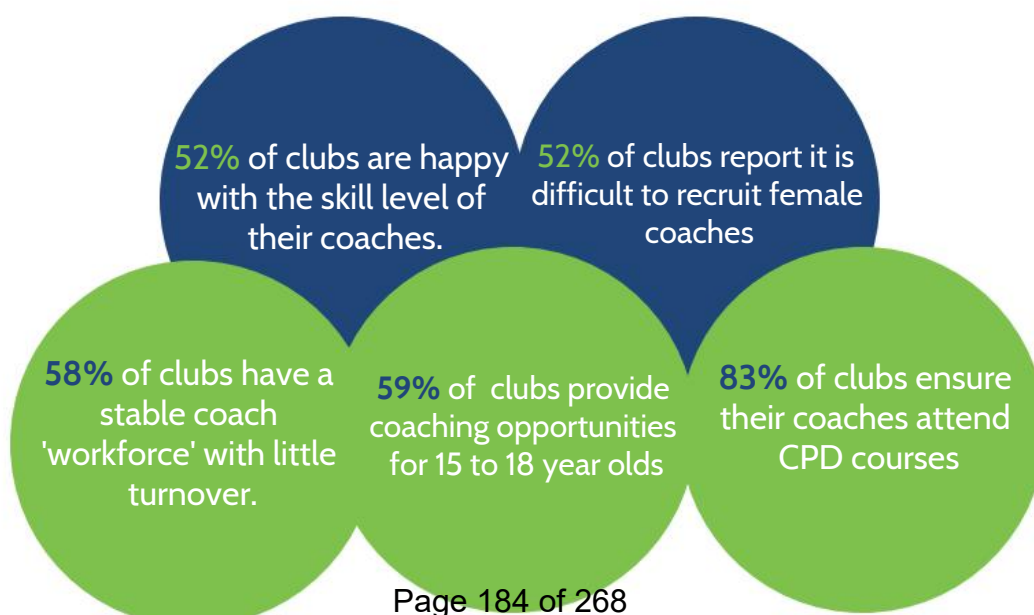 52% of clubs are happy
with the skill level of
their coaches.
52% of clubs report it is
difficult to recruit female
coaches
58% of clubs have a
stable coach
'workforce' with little
turnover.
59% of clubs provide
coaching opportunities
for 15 to 18 year olds
83% of clubs ensure
their coaches attend
CPD courses
Page 184 of 268